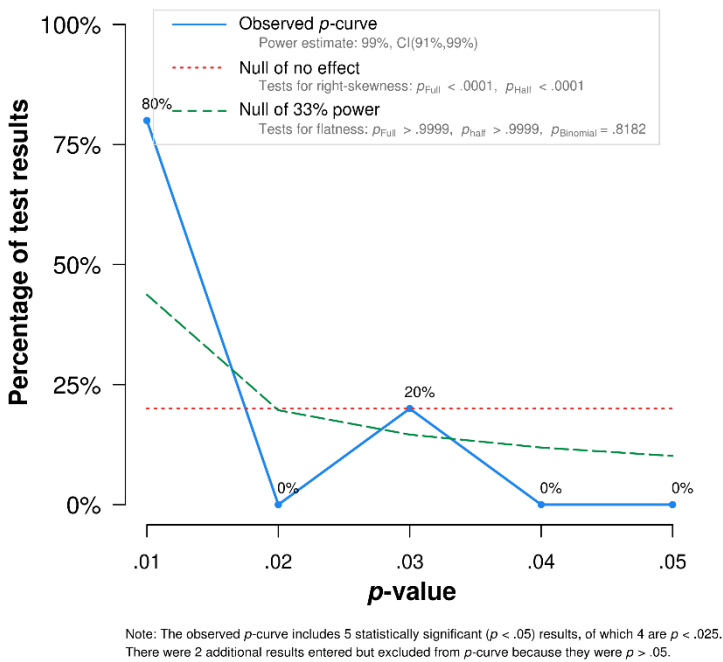 100%
75%
50%
25%
0%
Percentage of test results
Observed p-curve
Power estimate: 99%, CI(91%,99%)
Null of no effect
Tests for right-skewness: pFull < .0001, pHalf < .0001
Null of 33% power
Tests for flatness: pFull > .9999, phalf > .9999, pBinomial = .8182
80%
0%
20%
0%
0%
.01 .02 .03 .04 .05
p-value
Note: The observed p-curve includes 5 statistically significant (p < .05) results, of which 4 are p < .025.
There were 2 additional results entered but excluded from p-curve because they were p > .05.